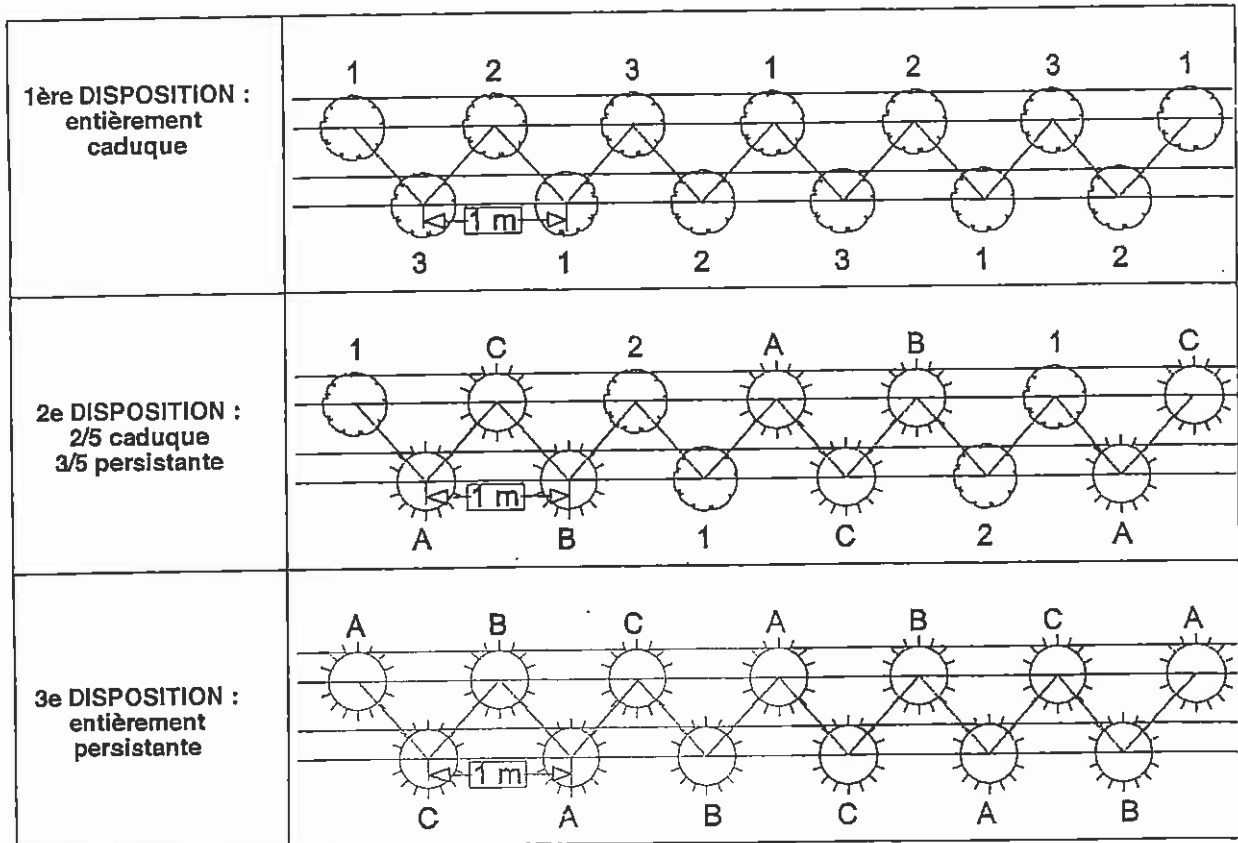 1ère DISPOSITION :
entièrement
caduque
1 2 3 1 2 3 1
1 m
3 1 2 3 1 2
2e DISPOSITION :
2/5 caduque
3/5 persistante
1 C 2 A B 1 C
1 m
A B 1 C 2 A
3e DISPOSITION :
entièrement
persistante
A B C A B C A
1 m
C A B C A B